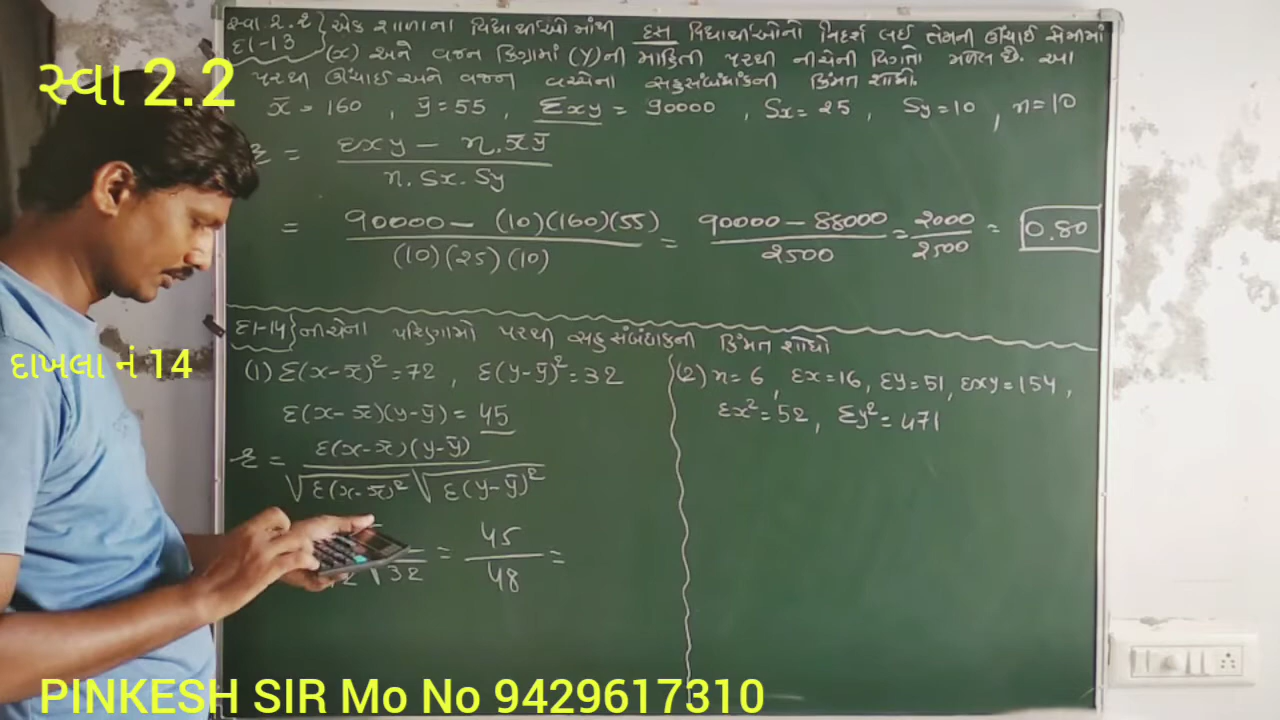 સ્વા 2.2
સ્વા 2.2 } એક શાળાના વિદ્યાર્થીઓમાંથી દસ વિદ્યાર્થીઓનો નિદર્શ લઈ તેમની ઊંચાઈ સેમીમાં
દા-13 (x) અને વજન કિગ્રામાં (y)ની માહિતી પરથી નીચેની વિગતો મળેલ છે. આ
પરથી ઊંચાઈ અને વજન વચ્ચેના સહસંબંધાંકની કિંમત શોધો.
x̄ = 160 , ȳ = 55 , Σxy = 90000 , Sx = 25 , Sy = 10 , n = 10
r = Σxy - n.x̄ȳ / n.Sx.Sy
= 90000 - (10)(160)(55) / (10)(25)(10) = 90000 - 88000 / 2500 = 2000 / 2500 = 0.80
દા-14 } નીચેના પરિણામો પરથી સહસંબંધાંકની કિંમત શોધો
દાખલા નં 14
(1) Σ(x-x̄)² = 72 , Σ(y-ȳ)² = 32
Σ(x-x̄)(y-ȳ) = 45
r = Σ(x-x̄)(y-ȳ) / √Σ(x-x̄)² √Σ(y-ȳ)²
2 √32 = 45 / 48 =
(2) n = 6 , Σx = 16 , Σy = 51 , Σxy = 154 ,
Σx² = 52 , Σy² = 471
PINKESH SIR Mo No 9429617310